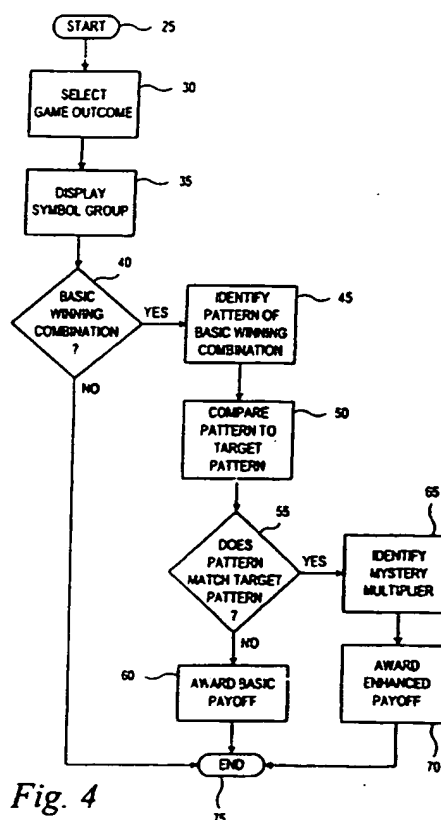 START
25
30
SELECT
GAME OUTCOME
35
DISPLAY
SYMBOL GROUP
40
BASIC
WINNING
COMBINATION
?
YES
NO
45
IDENTIFY
PATTERN OF
BASIC WINNING
COMBINATION
50
COMPARE
PATTERN TO
TARGET
PATTERN
55
DOES
PATTERN
MATCH TARGET
PATTERN
?
YES
NO
65
IDENTIFY
MYSTERY
MULTIPLIER
60
AWARD BASIC
PAYOFF
AWARD
ENHANCED
PAYOFF
70
END
75
Fig. 4